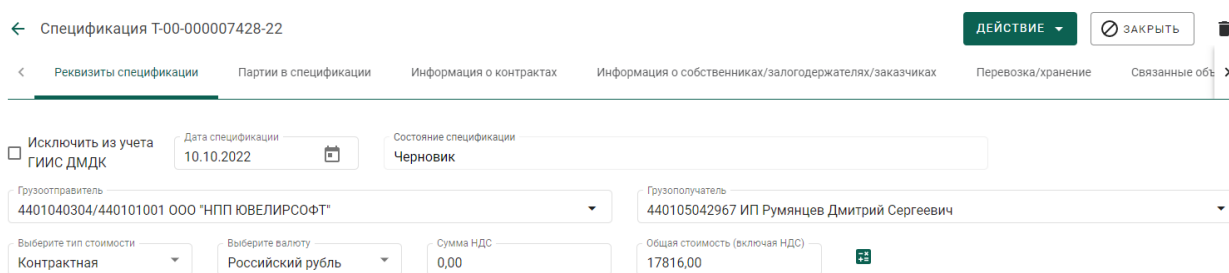 Спецификация Т-00-000007428-22
ДЕЙСТВИЕ
ЗАКРЫТЬ
Реквизиты спецификации
Партии в спецификации
Информация о контрактах
Информация о собственниках/залогодержателях/заказчиках
Перевозка/хранение
Связанные объ
Исключить из учета
ГИИС ДМДК
Дата спецификации
10.10.2022
Состояние спецификации
Черновик
Грузоотправитель
4401040304/440101001 ООО "НПП ЮВЕЛИРСОФТ"
Грузополучатель
440105042967 ИП Румянцев Дмитрий Сергеевич
Выберите тип стоимости
Контрактная
Выберите валюту
Российский рубль
Сумма НДС
0,00
Общая стоимость (включая НДС)
17816,00